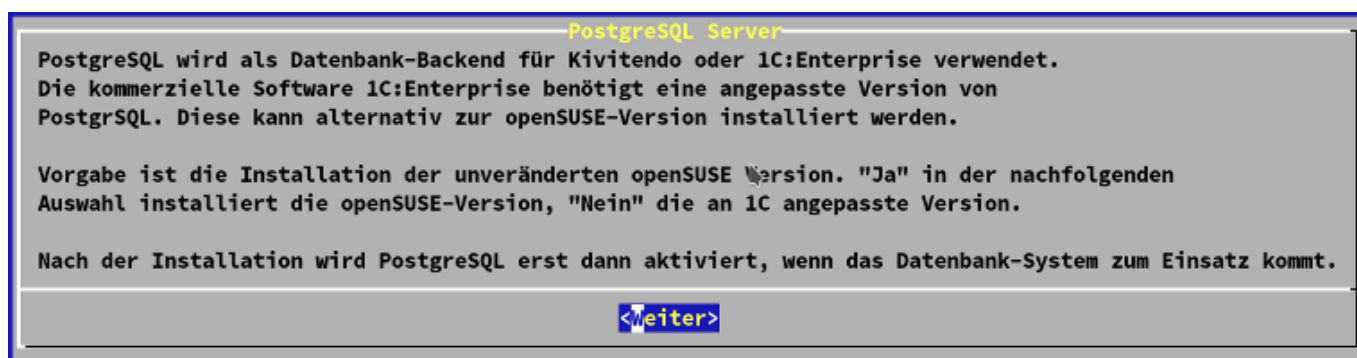 PostgreSQL Server
PostgreSQL wird als Datenbank-Backend für Kivitendo oder 1C:Enterprise verwendet.
Die kommerzielle Software 1C:Enterprise benötigt eine angepasste Version von
PostgrSQL. Diese kann alternativ zur openSUSE-Version installiert werden.
Vorgabe ist die Installation der unveränderten openSUSE Version. "Ja" in der nachfolgenden
Auswahl installiert die openSUSE-Version, "Nein" die an 1C angepasste Version.
Nach der Installation wird PostgreSQL erst dann aktiviert, wenn das Datenbank-System zum Einsatz kommt.
<Weiter>